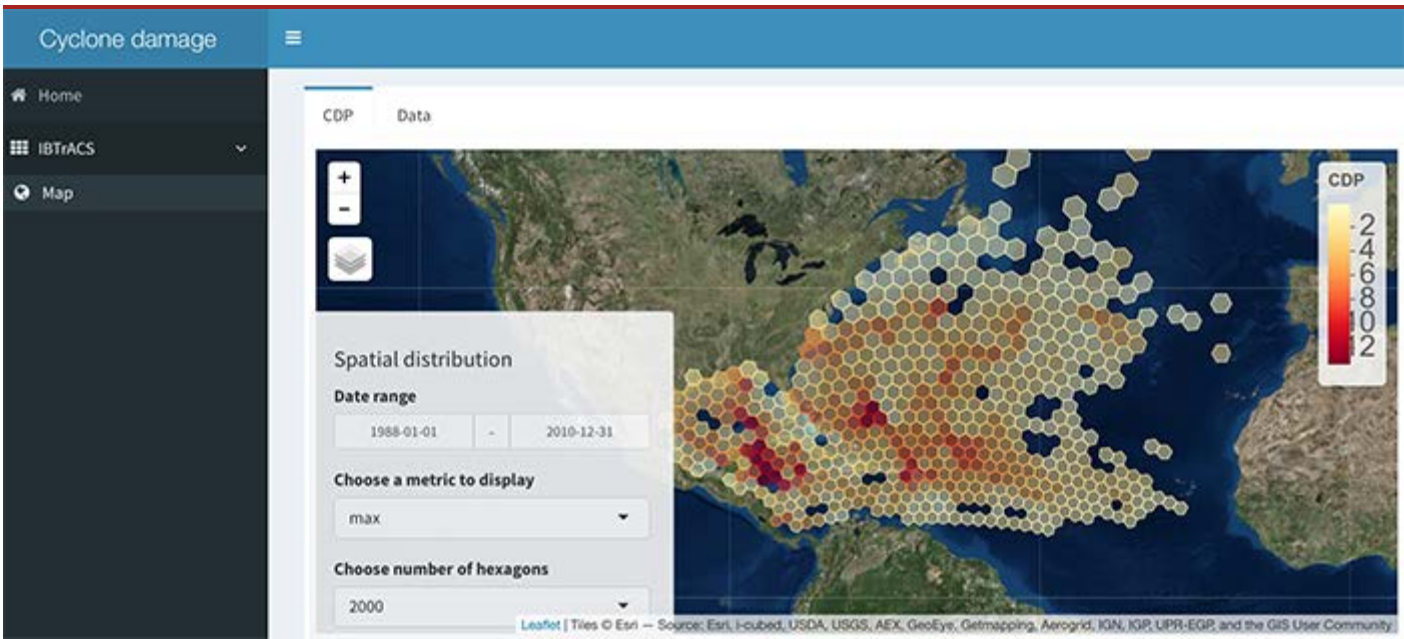 Cyclone damage
Home
IBTrACS
Map
CDP Data
+
-
CDP
2
4
6
8
10
12
Spatial distribution
Date range
1988-01-01 - 2010-12-31
Choose a metric to display
max
Choose number of hexagons
2000
Leaflet | Tiles © Esri — Source: Esri, i-cubed, USDA, USGS, AEX, GeoEye, Getmapping, Aerogrid, IGN, IGP, UPR-EGP, and the GIS User Community